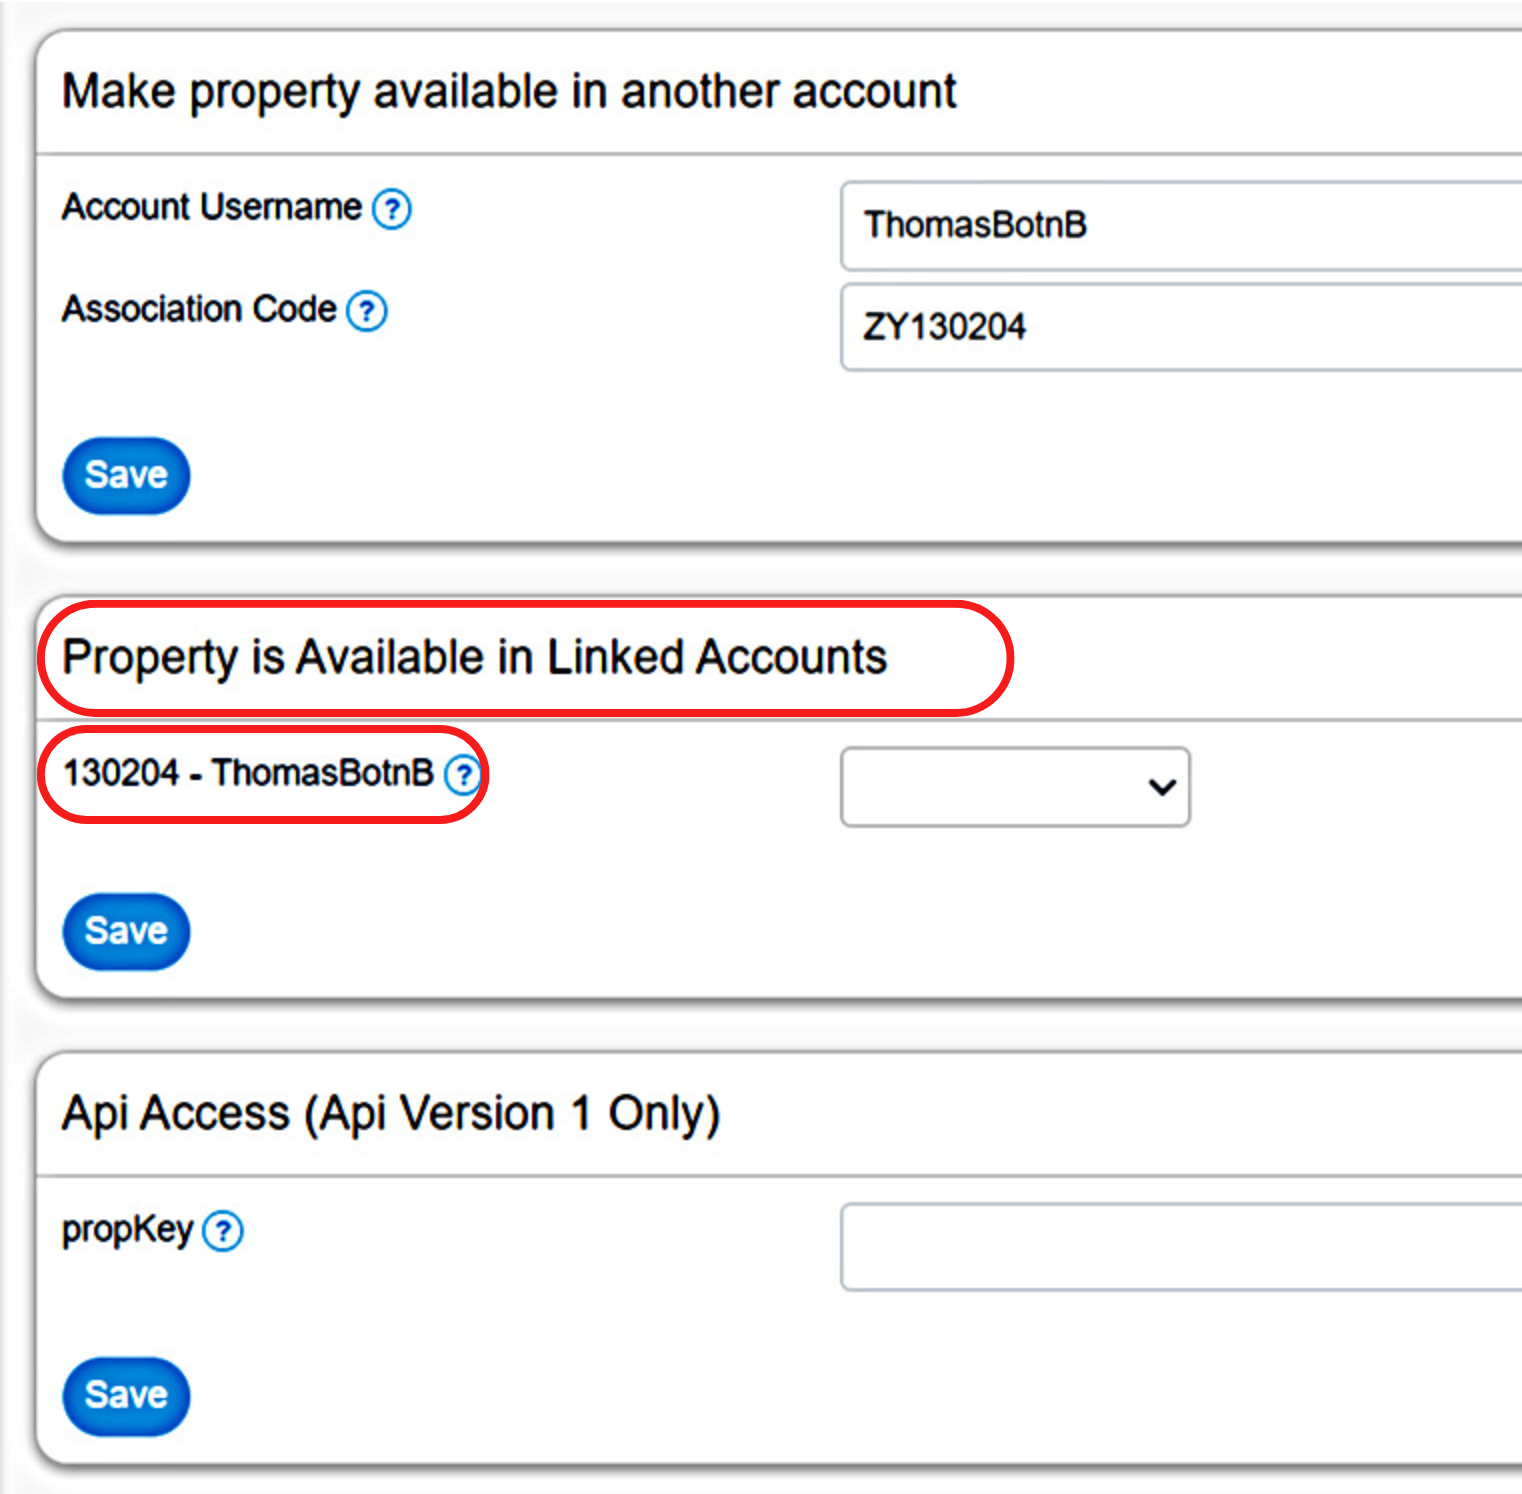 Make property available in another account
Account Username ?
ThomasBotnB
Association Code ?
ZY130204
Save
Property is Available in Linked Accounts
130204 - ThomasBotnB ?
Save
Api Access (Api Version 1 Only)
propKey ?
Save